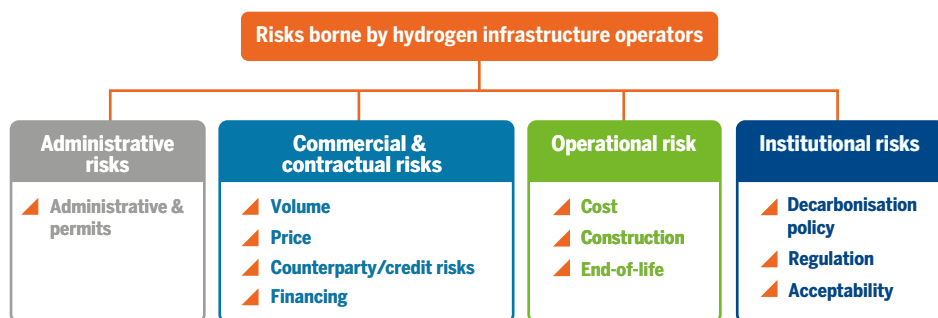 Risks borne by hydrogen infrastructure operators
Administrative
risks
Administrative &
permits
Commercial &
contractual risks
Volume
Price
Counterparty/credit risks
Financing
Operational risk
Cost
Construction
End-of-life
Institutional risks
Decarbonisation
policy
Regulation
Acceptability